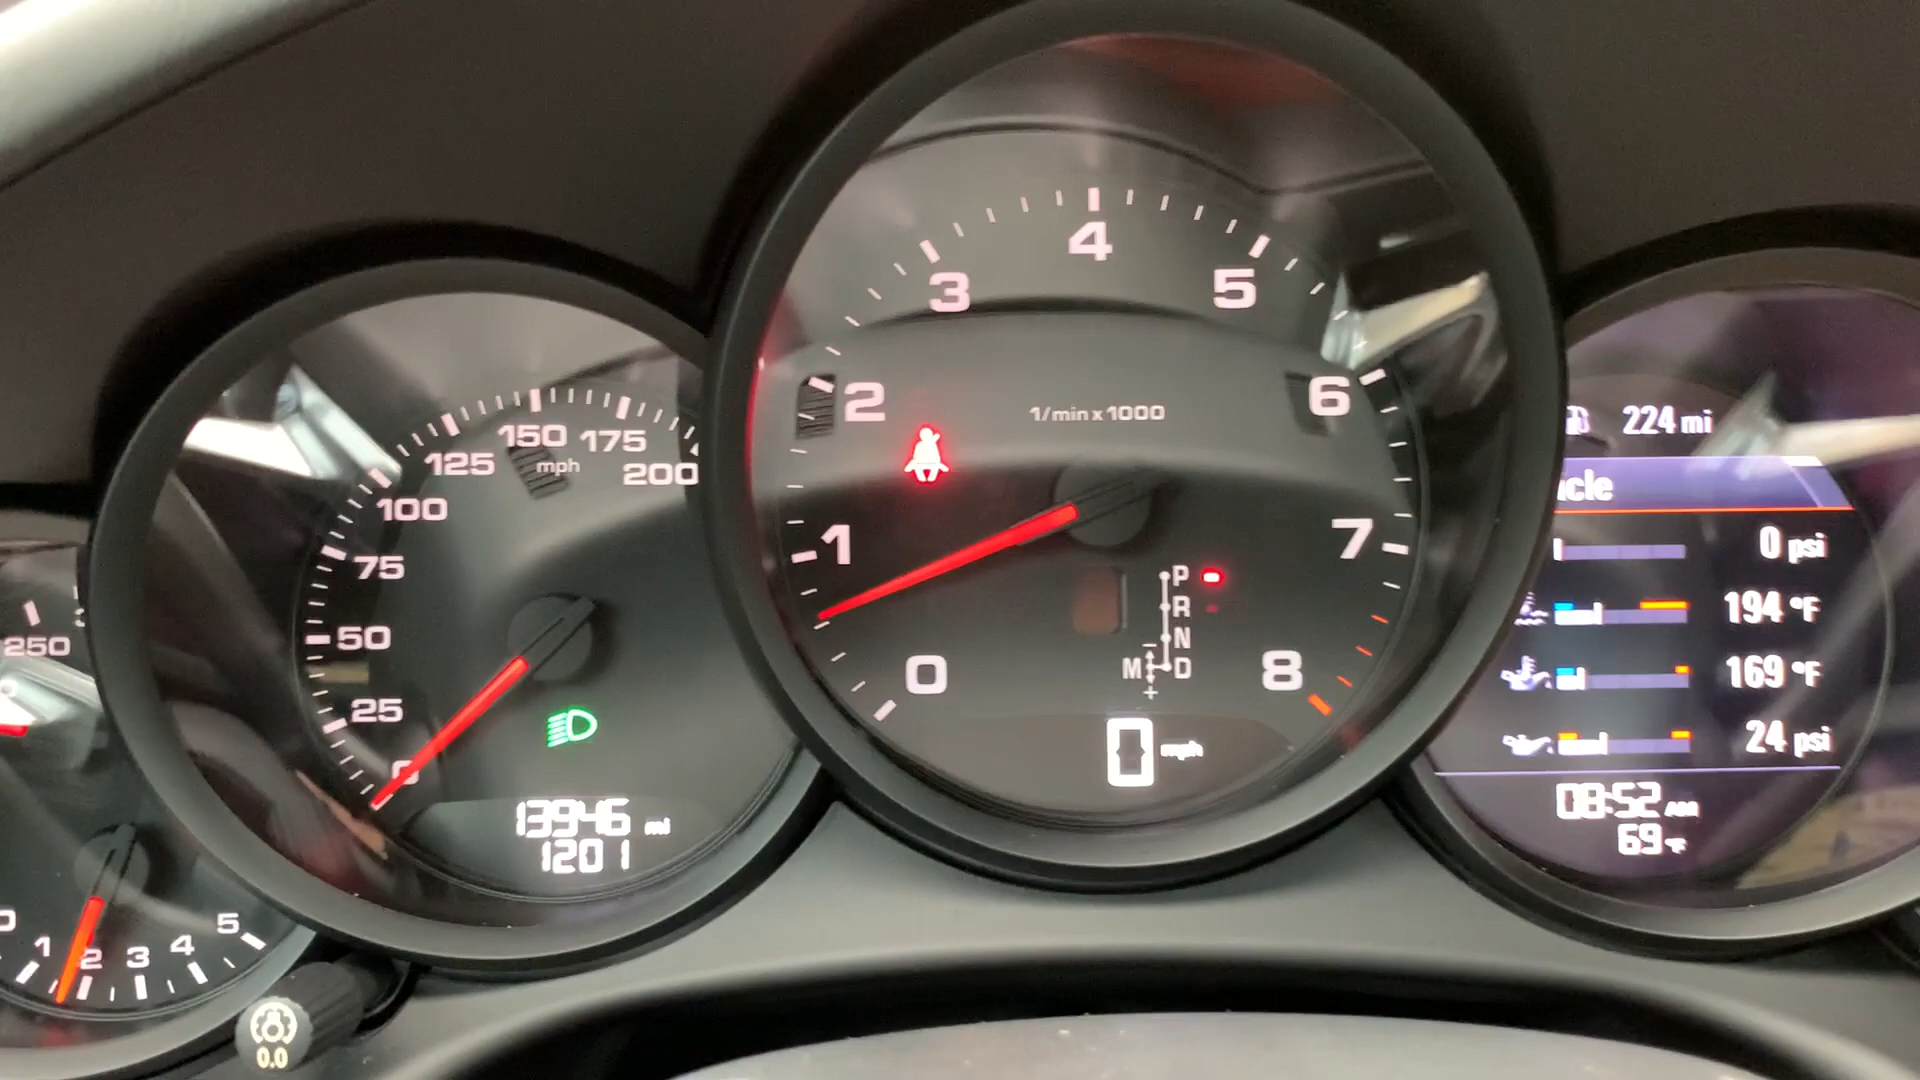 250
0
1
2
3
4
5
0.0
0
25
50
75
100
125
150
175
200
mph
13946 mi
1201
0
1
2
3
4
5
6
7
8
1/min x 1000
P
R
N
M D
-
+
0 mph
224 mi
0 psi
194 °F
169 °F
24 psi
08:52 AM
69 °F